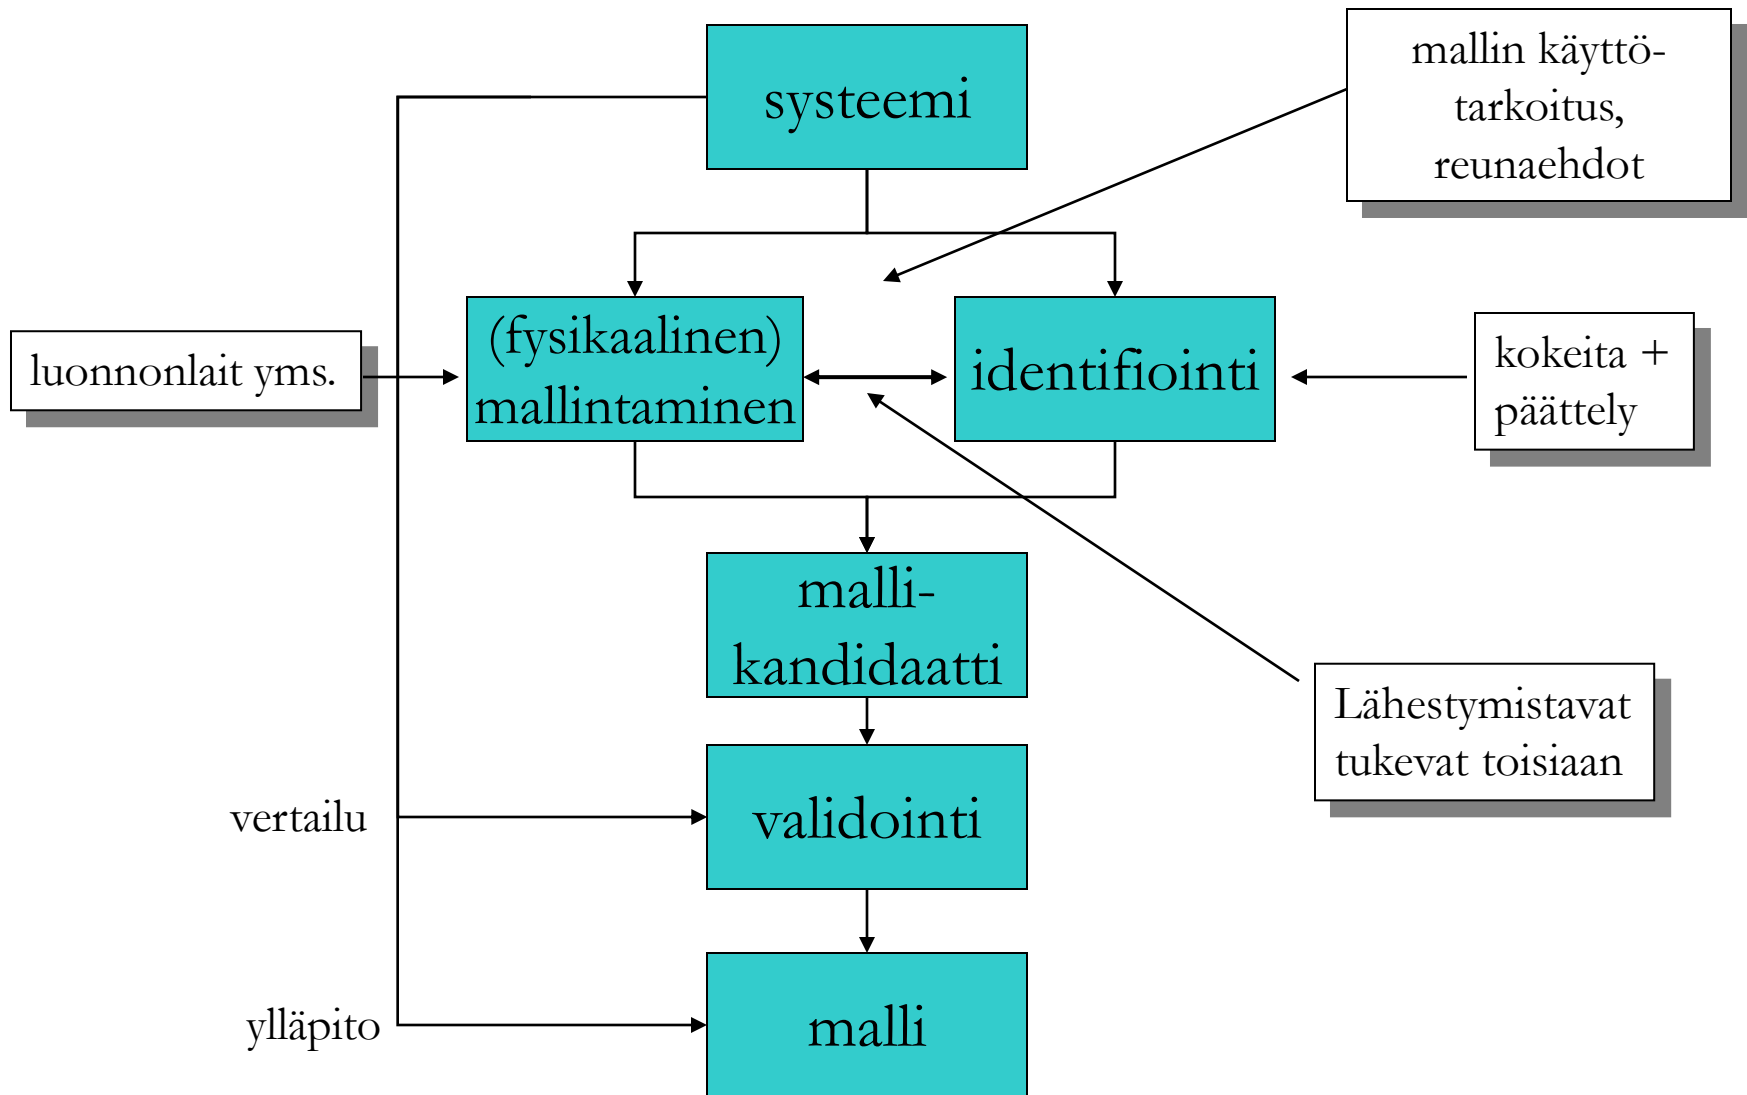 systeemi
mallin käyttö-
tarkoitus,
reunaehdot
luonnonlait yms.
(fysikaalinen)
mallintaminen
identifiointi
kokeita +
päättely
malli-
kandidaatti
Lähestymistavat
tukevat toisiaan
vertailu
validointi
ylläpito
malli